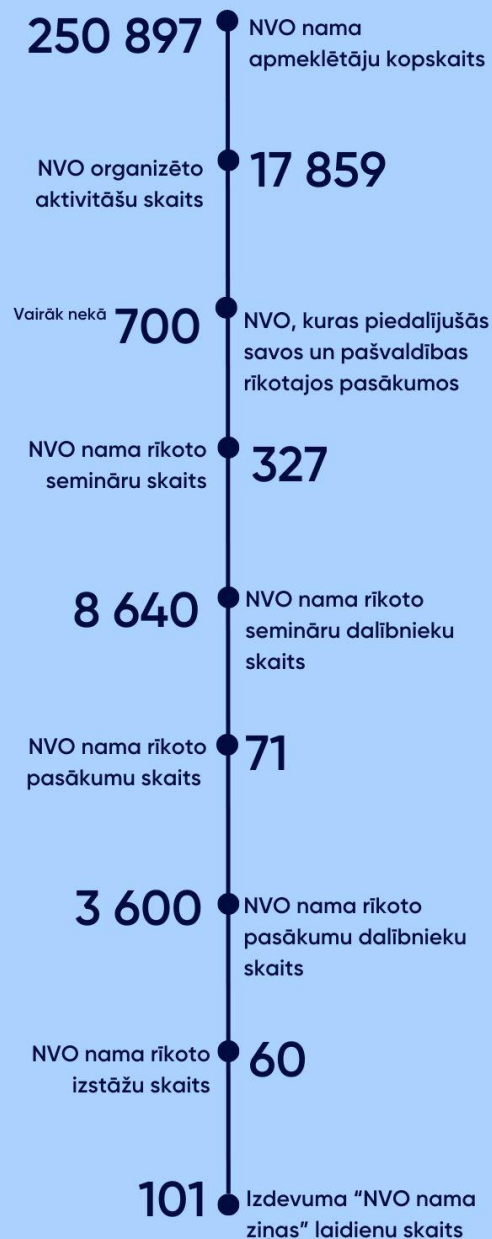 250 897
NVO nama
apmeklētāju kopskaits
NVO organizēto
aktivitāšu skaits
17 859
Vairāk nekā 700
NVO, kuras piedalījušās
savos un pašvaldības
rīkotajos pasākumos
NVO nama rīkoto
semināru skaits
327
8 640
NVO nama rīkoto
semināru dalībnieku
skaits
NVO nama rīkoto
pasākumu skaits
71
3 600
NVO nama rīkoto
pasākumu dalībnieku
skaits
NVO nama rīkoto
izstāžu skaits
60
101
Izdevuma “NVO nama
ziņas” laidienu skaits